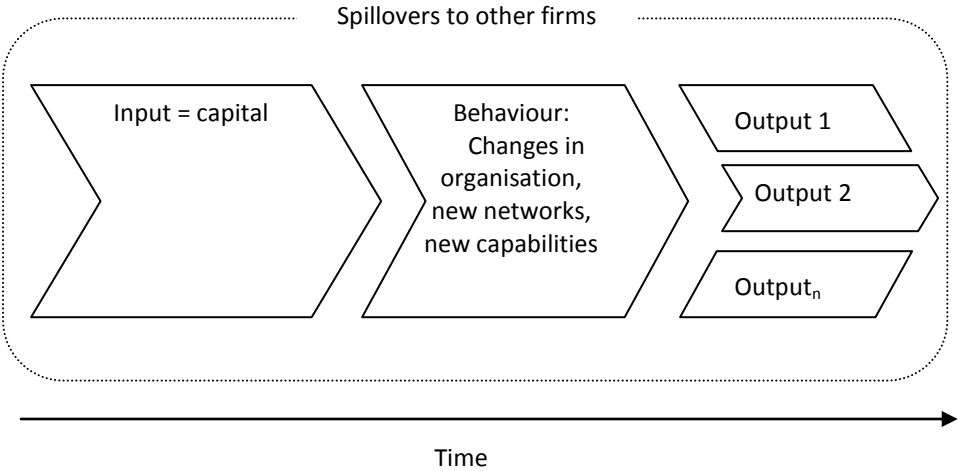 Spillovers to other firms
Input = capital
Behaviour:
Changes in
organisation,
new networks,
new capabilities
Output 1
Output 2
Outputₙ
Time